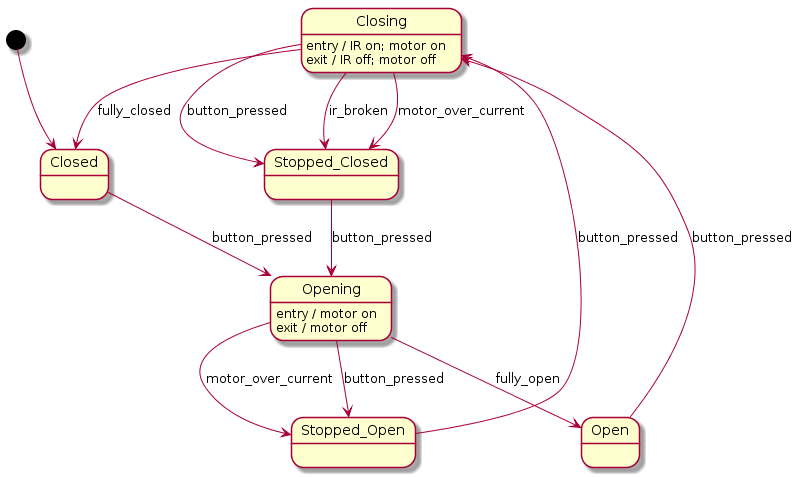 Closing
entry / IR on; motor on
exit / IR off; motor off
fully_closed
button_pressed
ir_broken
motor_over_current
Closed
Stopped_Closed
button_pressed
button_pressed
button_pressed
button_pressed
Opening
entry / motor on
exit / motor off
motor_over_current
button_pressed
fully_open
Stopped_Open
Open